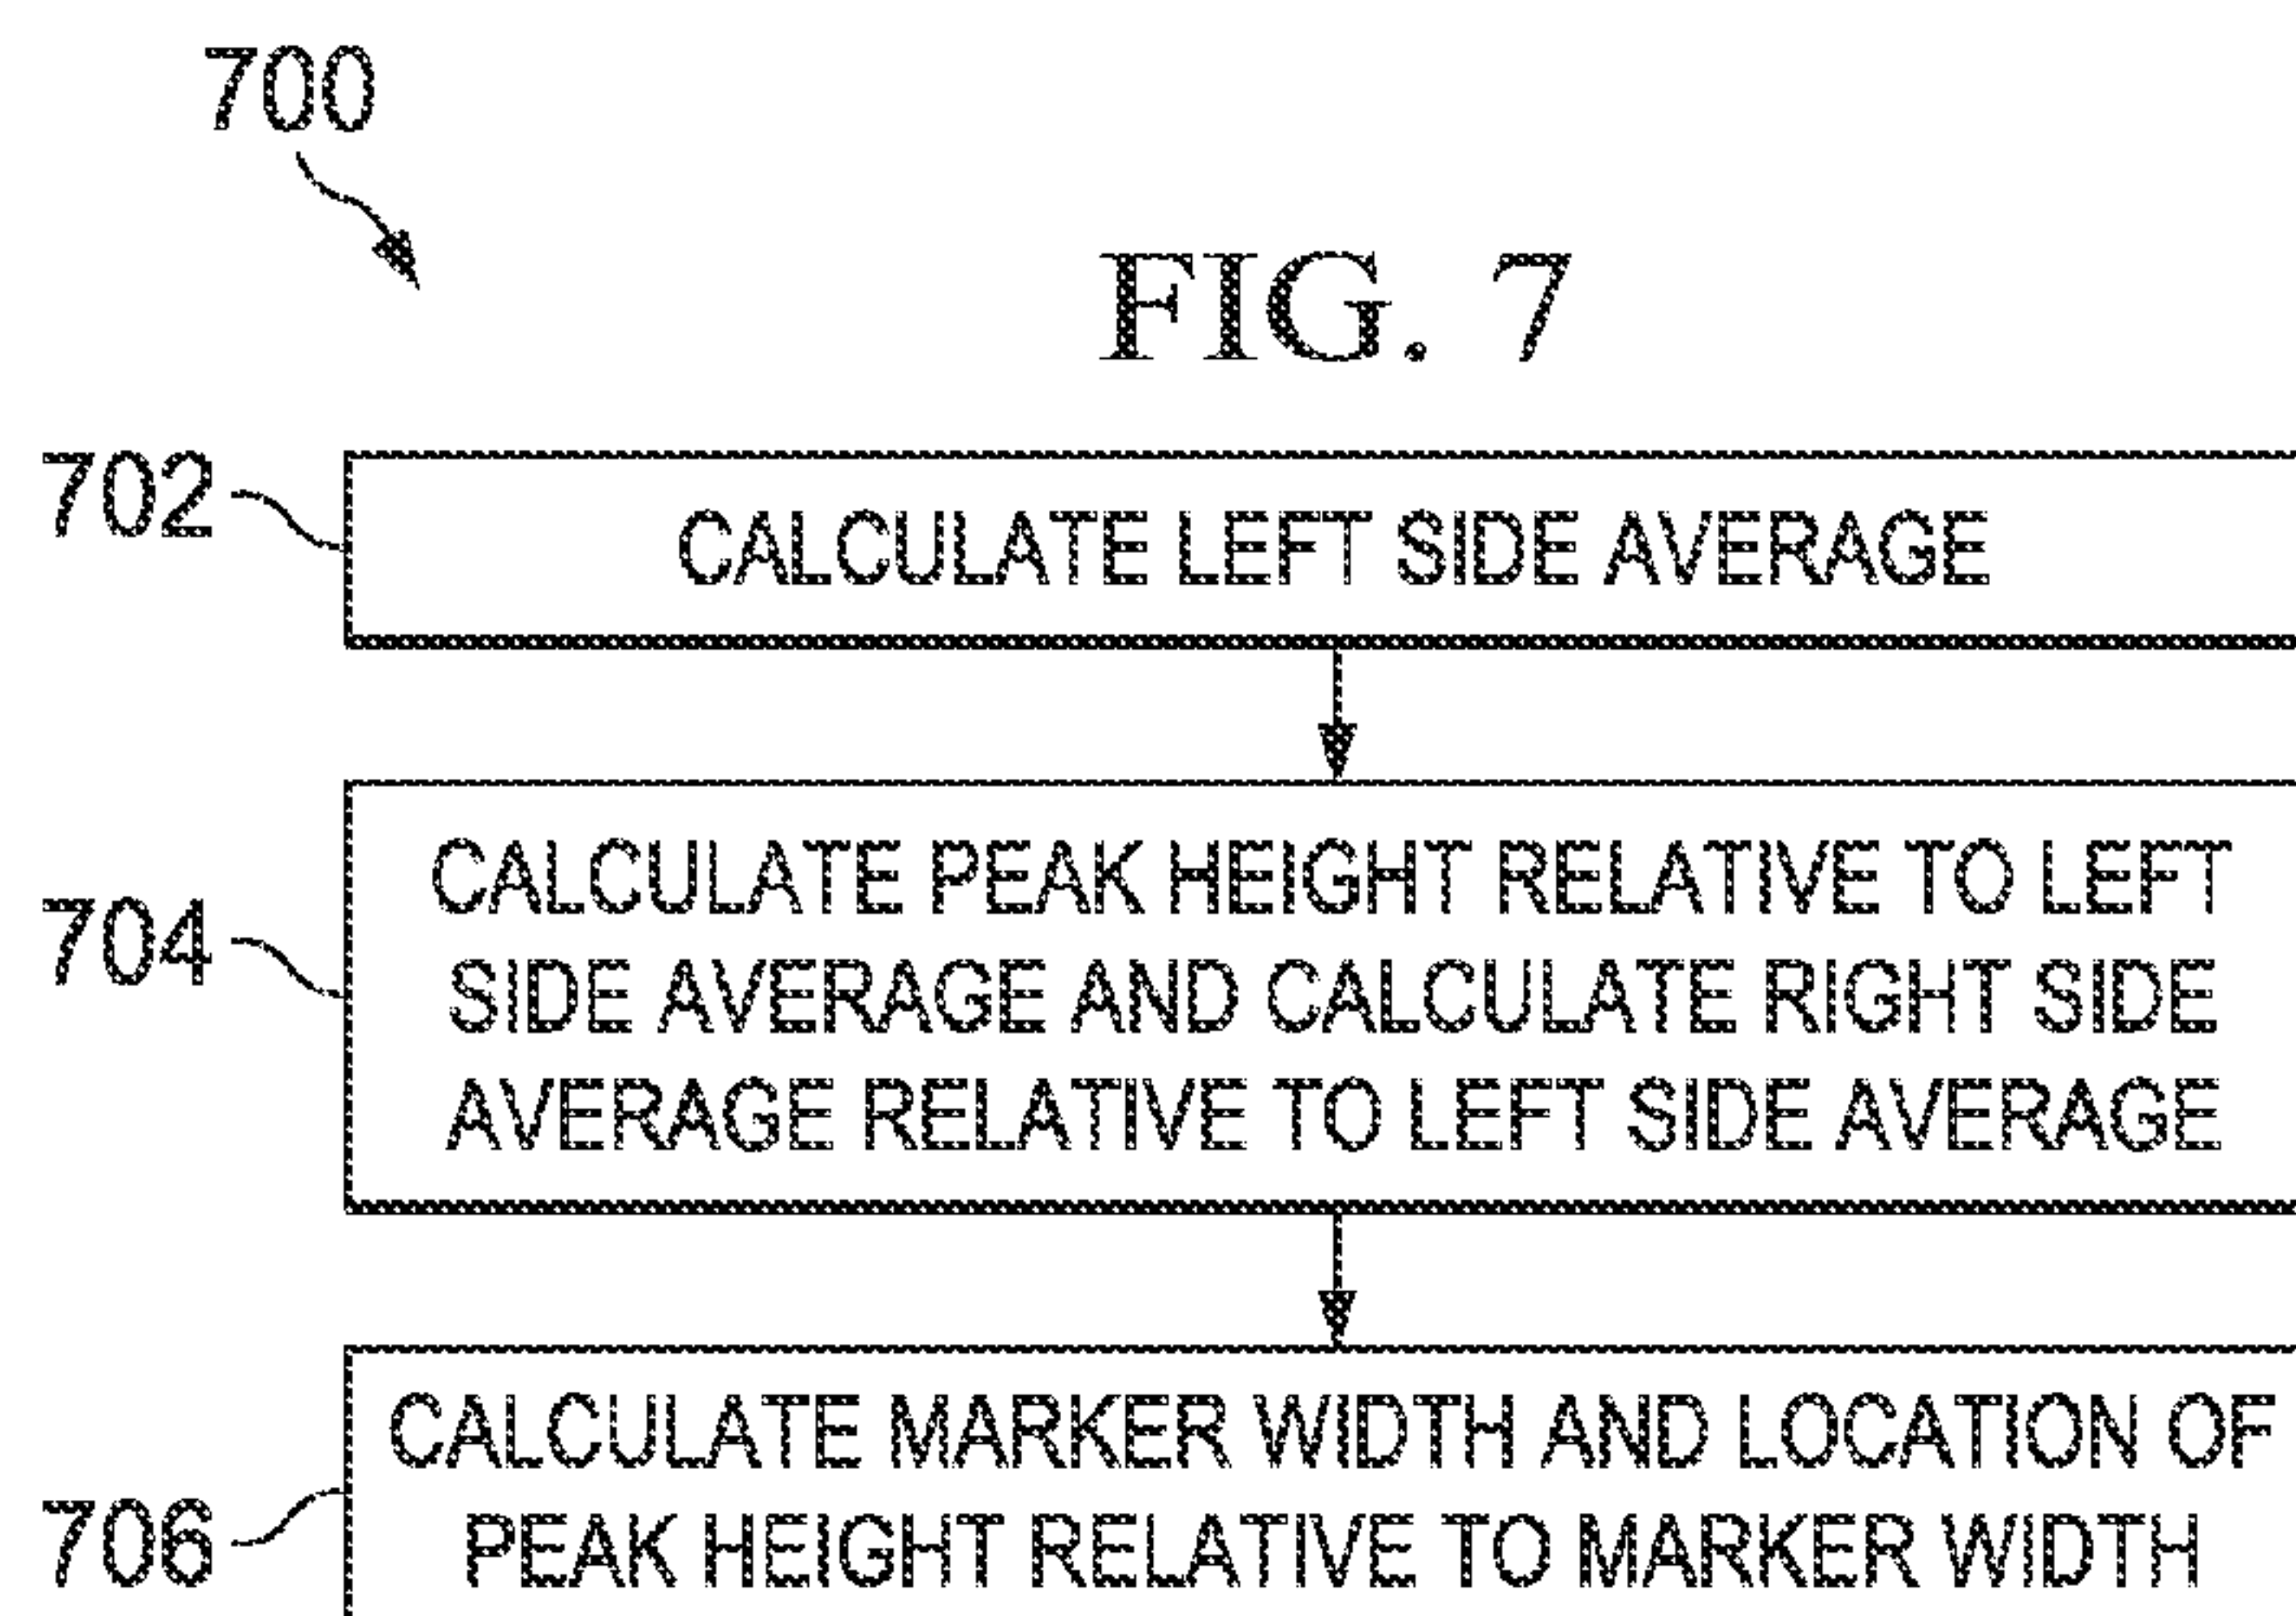 700
FIG. 7
702
CALCULATE LEFT SIDE AVERAGE
704
CALCULATE PEAK HEIGHT RELATIVE TO LEFT
SIDE AVERAGE AND CALCULATE RIGHT SIDE
AVERAGE RELATIVE TO LEFT SIDE AVERAGE
706
CALCULATE MARKER WIDTH AND LOCATION OF
PEAK HEIGHT RELATIVE TO MARKER WIDTH